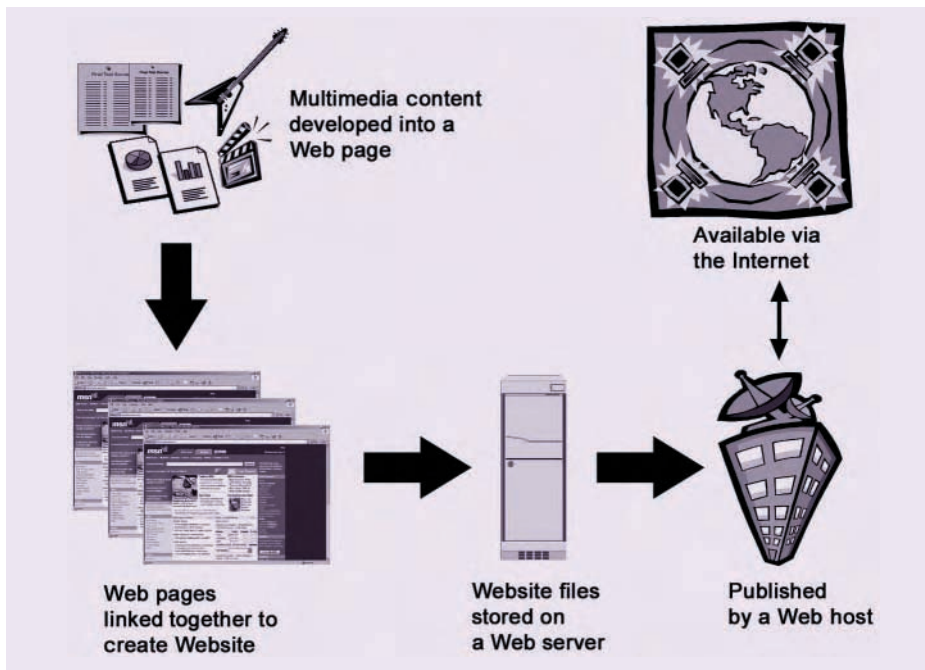 Multimedia content
developed into a
Web page
Available via
the Internet
msn
Web pages
linked together to
create Website
Website files
stored on
a Web server
Published
by a Web host